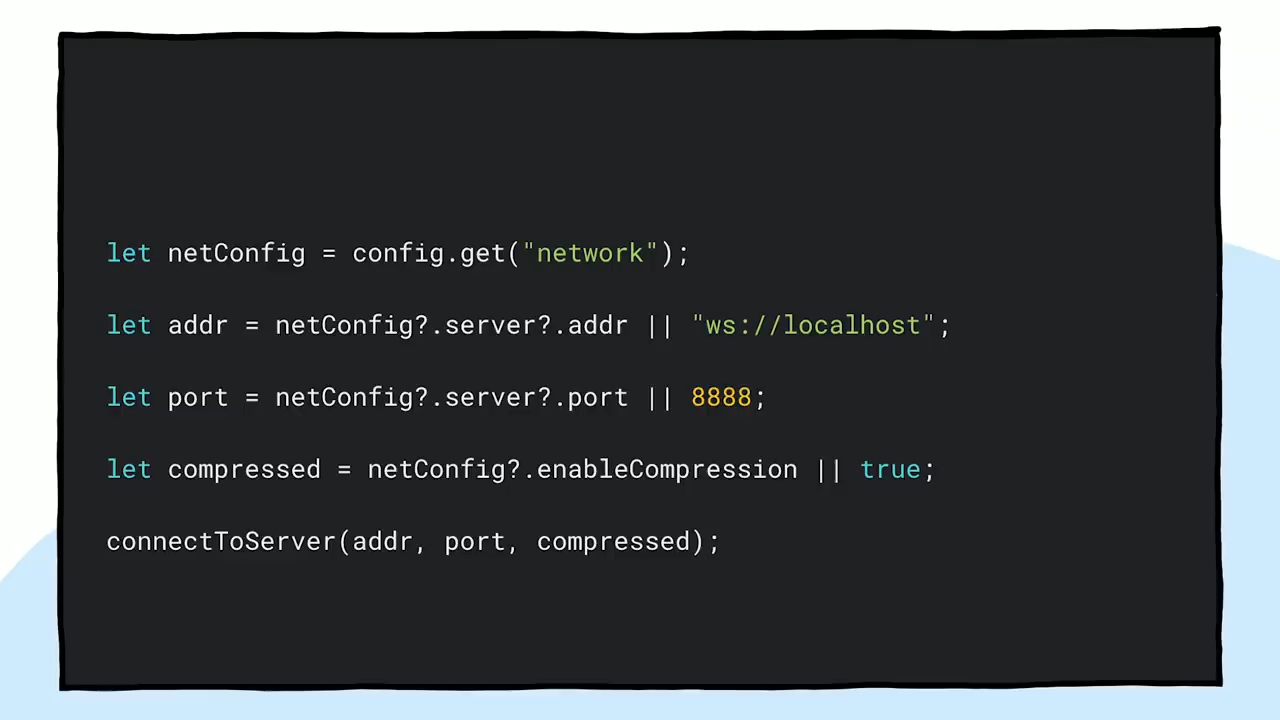 let netConfig = config.get("network");
let addr = netConfig?.server?.addr || "ws://localhost";
let port = netConfig?.server?.port || 8888;
let compressed = netConfig?.enableCompression || true;
connectToServer(addr, port, compressed);